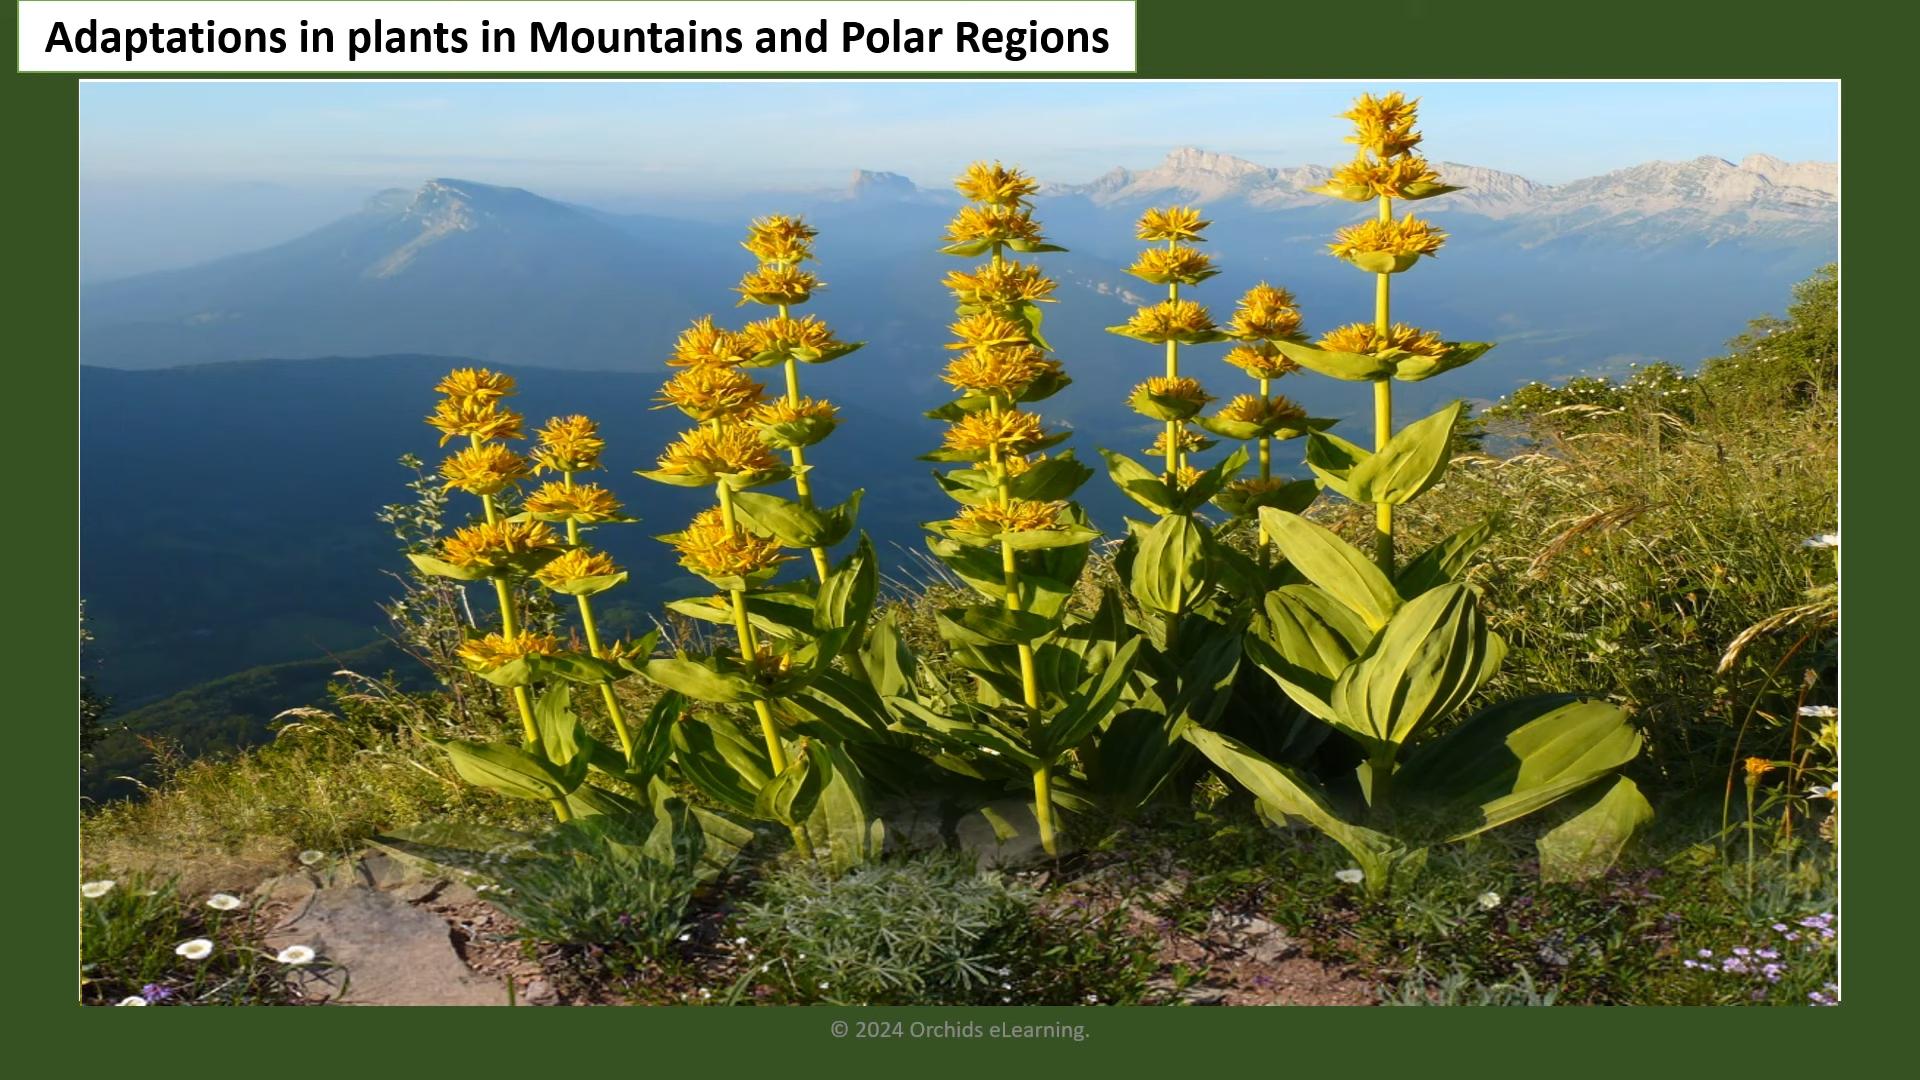 Adaptations in plants in Mountains and Polar Regions
© 2024 Orchids eLearning.